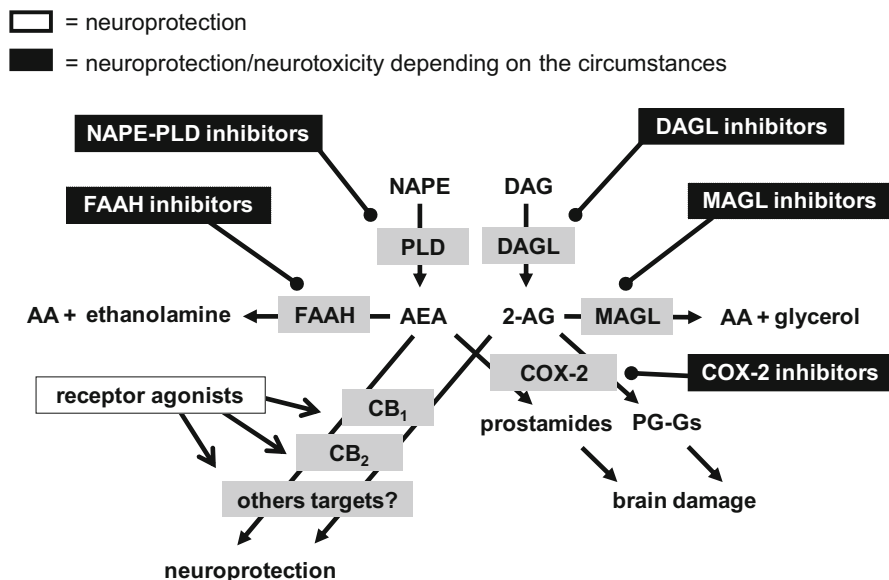 = neuroprotection
= neuroprotection/neurotoxicity depending on the circumstances
NAPE-PLD inhibitors
DAGL inhibitors
FAAH inhibitors
NAPE
DAG
MAGL inhibitors
PLD
DAGL
AA + ethanolamine
FAAH
AEA
2-AG
MAGL
AA + glycerol
COX-2
COX-2 inhibitors
receptor agonists
CB₁
prostamides
PG-Gs
CB₂
others targets?
brain damage
neuroprotection